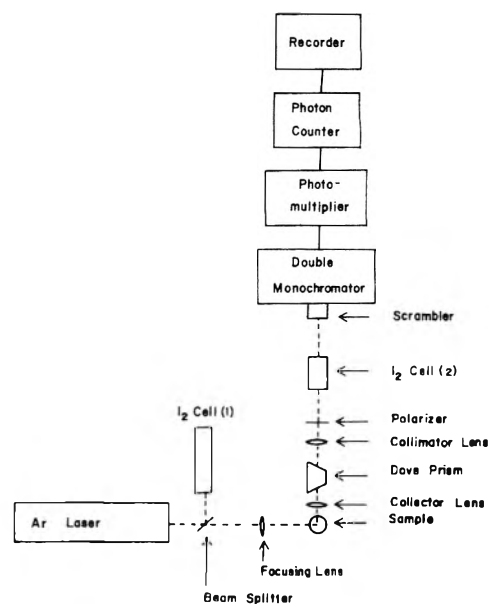 Recorder
Photon
Counter
Photo-
multiplier
Double
Monochromator
Scrambler
I2 Cell (2)
I2 Cell (1)
Polarizer
Collimator Lens
Dove Prism
Collector Lens
Sample
Ar Laser
Focusing Lens
Beam Splitter